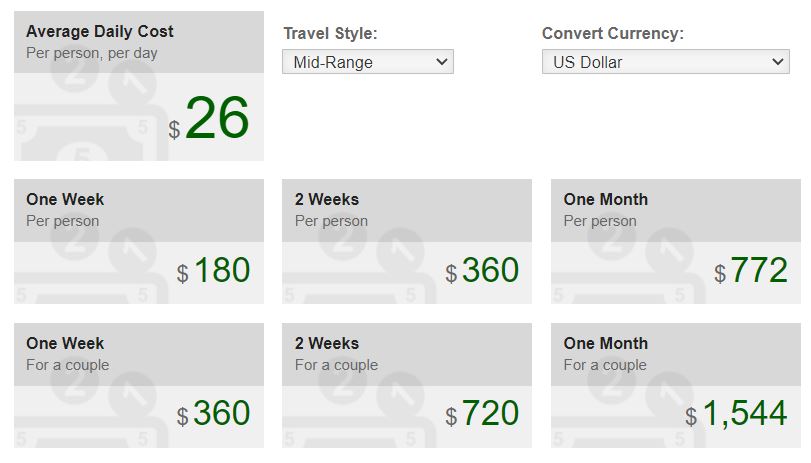 Average Daily Cost
Per person, per day
$ 26
Travel Style:
Mid-Range
Convert Currency:
US Dollar
One Week
Per person
$ 180
2 Weeks
Per person
$ 360
One Month
Per person
$ 772
One Week
For a couple
$ 360
2 Weeks
For a couple
$ 720
One Month
For a couple
$ 1,544